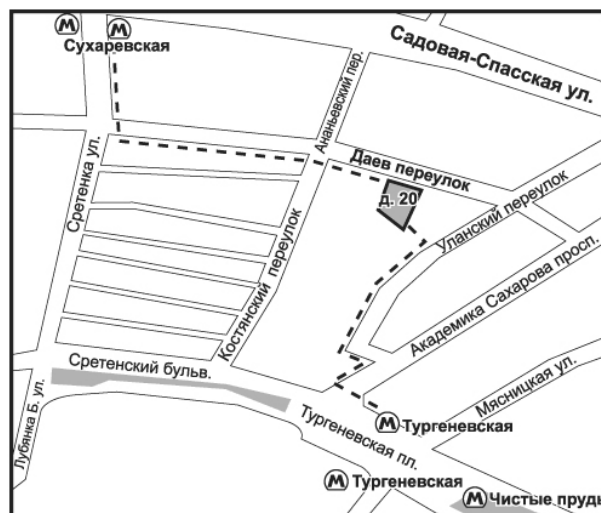 Сухаревская
Садовая-Спасская ул.
Ананьевский пер.
Даев переулок
д. 20
Сретенка ул.
Уланский переулок
Костянский переулок
Академика Сахарова просп.
Сретенский бульв.
Мясницкая ул.
Лубянка Б. ул.
Тургеневская пл.
Тургеневская
Тургеневская
Чистые пруды